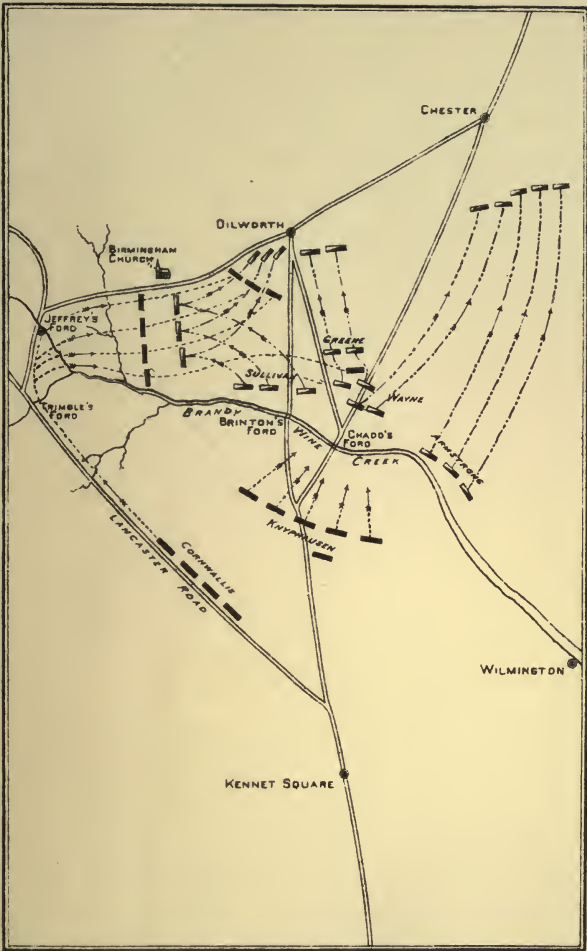 CHESTER
DILWORTH
BIRMINGHAM
CHURCH
JEFFREY'S
FORD
GREENE
SULLIVAN
WAYNE
TRIMBLE'S
FORD
BRANDY
BRINTON'S
FORD
WINE
CHADD'S
FORD
CREEK
ARMSTRONG
KNYPHAUSEN
CORNWALLIS
LANCASTER ROAD
WILMINGTON
KENNET SQUARE